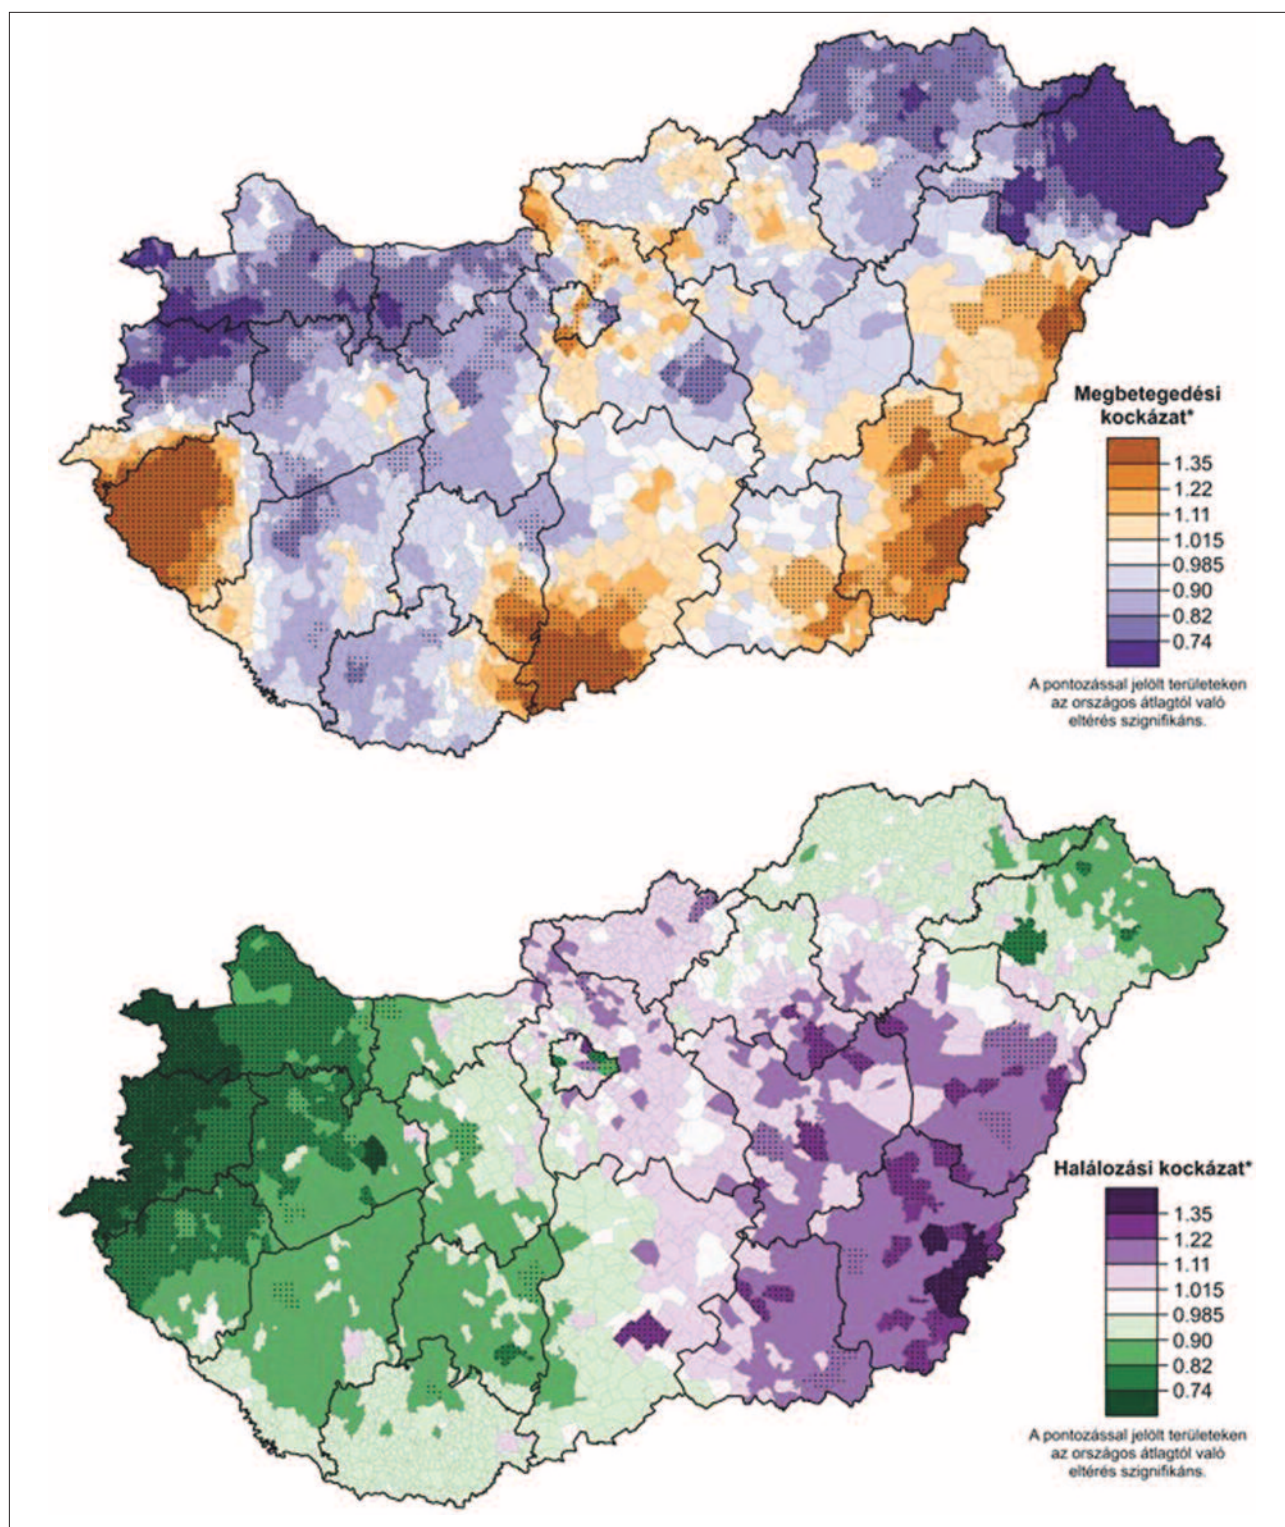 Megbetegedési
kockázat*
1.35
1.22
1.11
1.015
0.985
0.90
0.82
0.74
A pontozással jelölt területeken
az országos átlagtól való
eltérés szignifikáns.
Halálozási kockázat*
1.35
1.22
1.11
1.015
0.985
0.90
0.82
0.74
A pontozással jelölt területeken
az országos átlagtól való
eltérés szignifikáns.